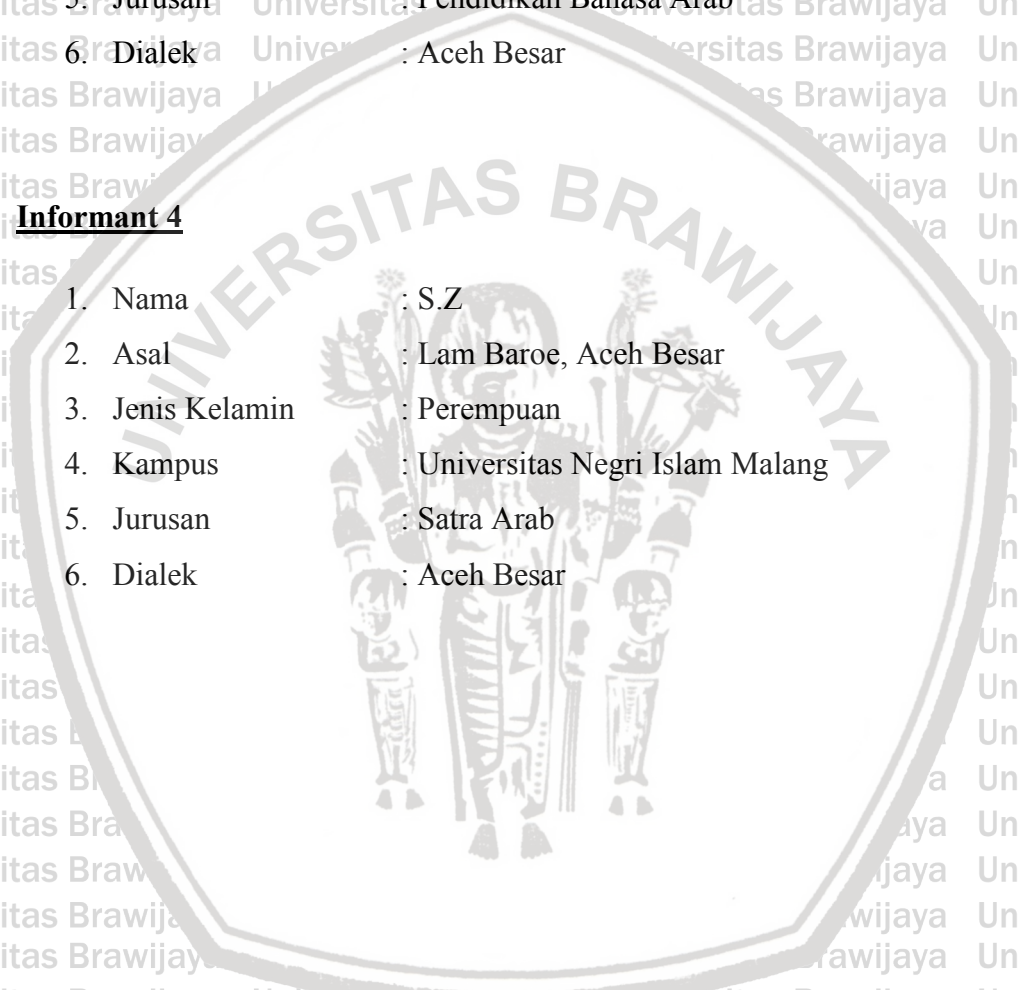 5. Jurusan : Pendidikan Bahasa Arab
6. Dialek : Aceh Besar
Informant 4
1. Nama : S.Z
2. Asal : Lam Baroe, Aceh Besar
3. Jenis Kelamin : Perempuan
4. Kampus : Universitas Negri Islam Malang
5. Jurusan : Satra Arab
6. Dialek : Aceh Besar
UNIVERSITAS BRAWIJAYA